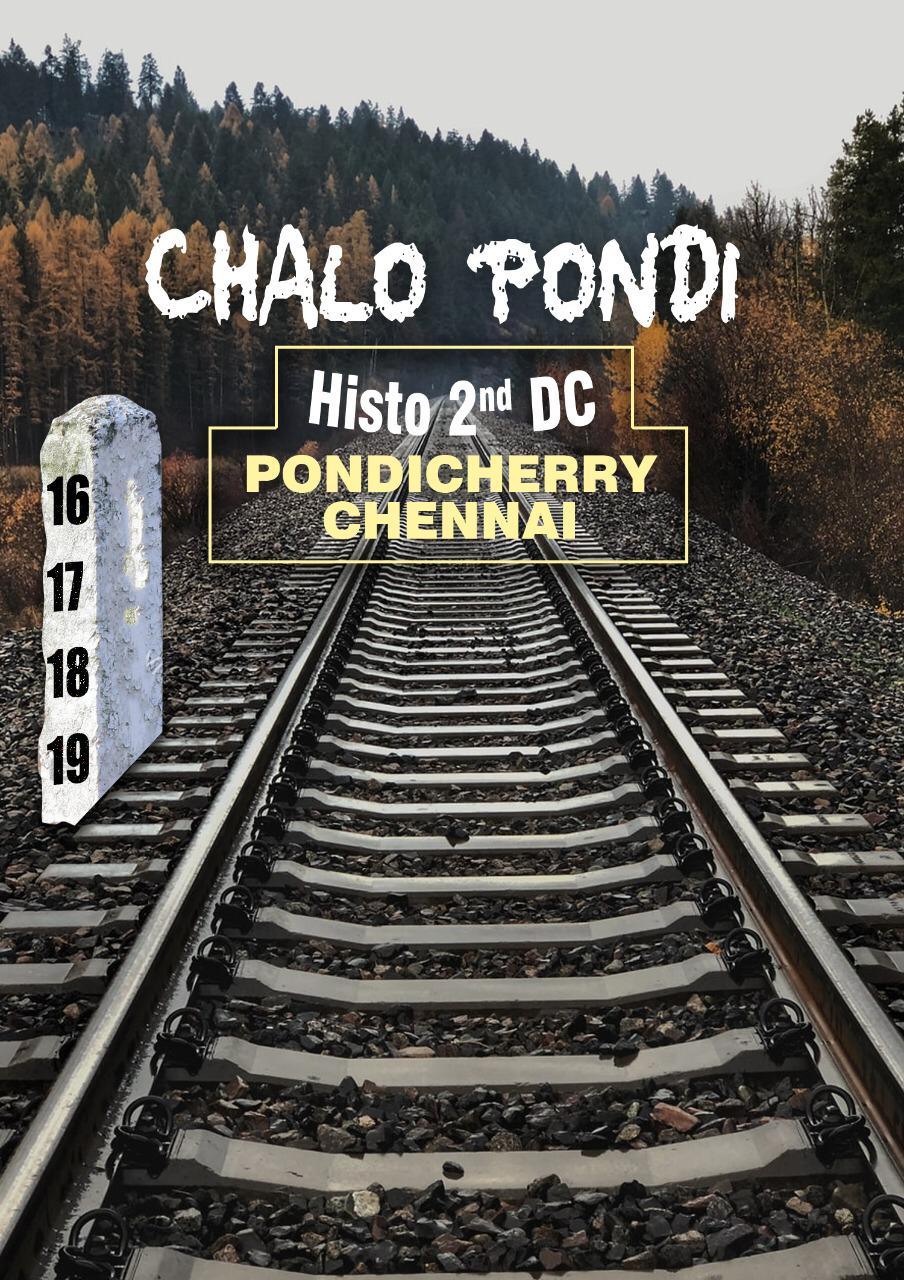 CHALO PONDI
Histo 2nd DC
PONDICHERRY
CHENNAI
16
17
18
19